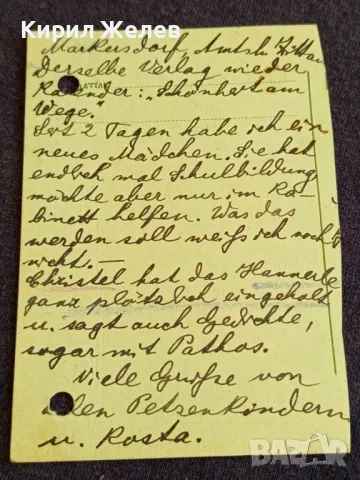 Кирил Желев
Markersdorf, Amtsh. Zittau
Derselbe Verlag wieder
Kalender: „Schönheit am
Wege."
Seit 2 Tagen habe ich ein
neues Mädchen. Sie hat
endlich mal Schulbildung
möchte aber nur im Ka-
binett helfen. Was das
werden soll weiß ich noch
nicht.—
Christel hat das Hannerle
ganz plötzlich eingeholt
u. sagt auch Gedichte,
sogar mit Pathos.
Viele Grüße von
allen Petzenkindern
u. Rosta.
BAZAR